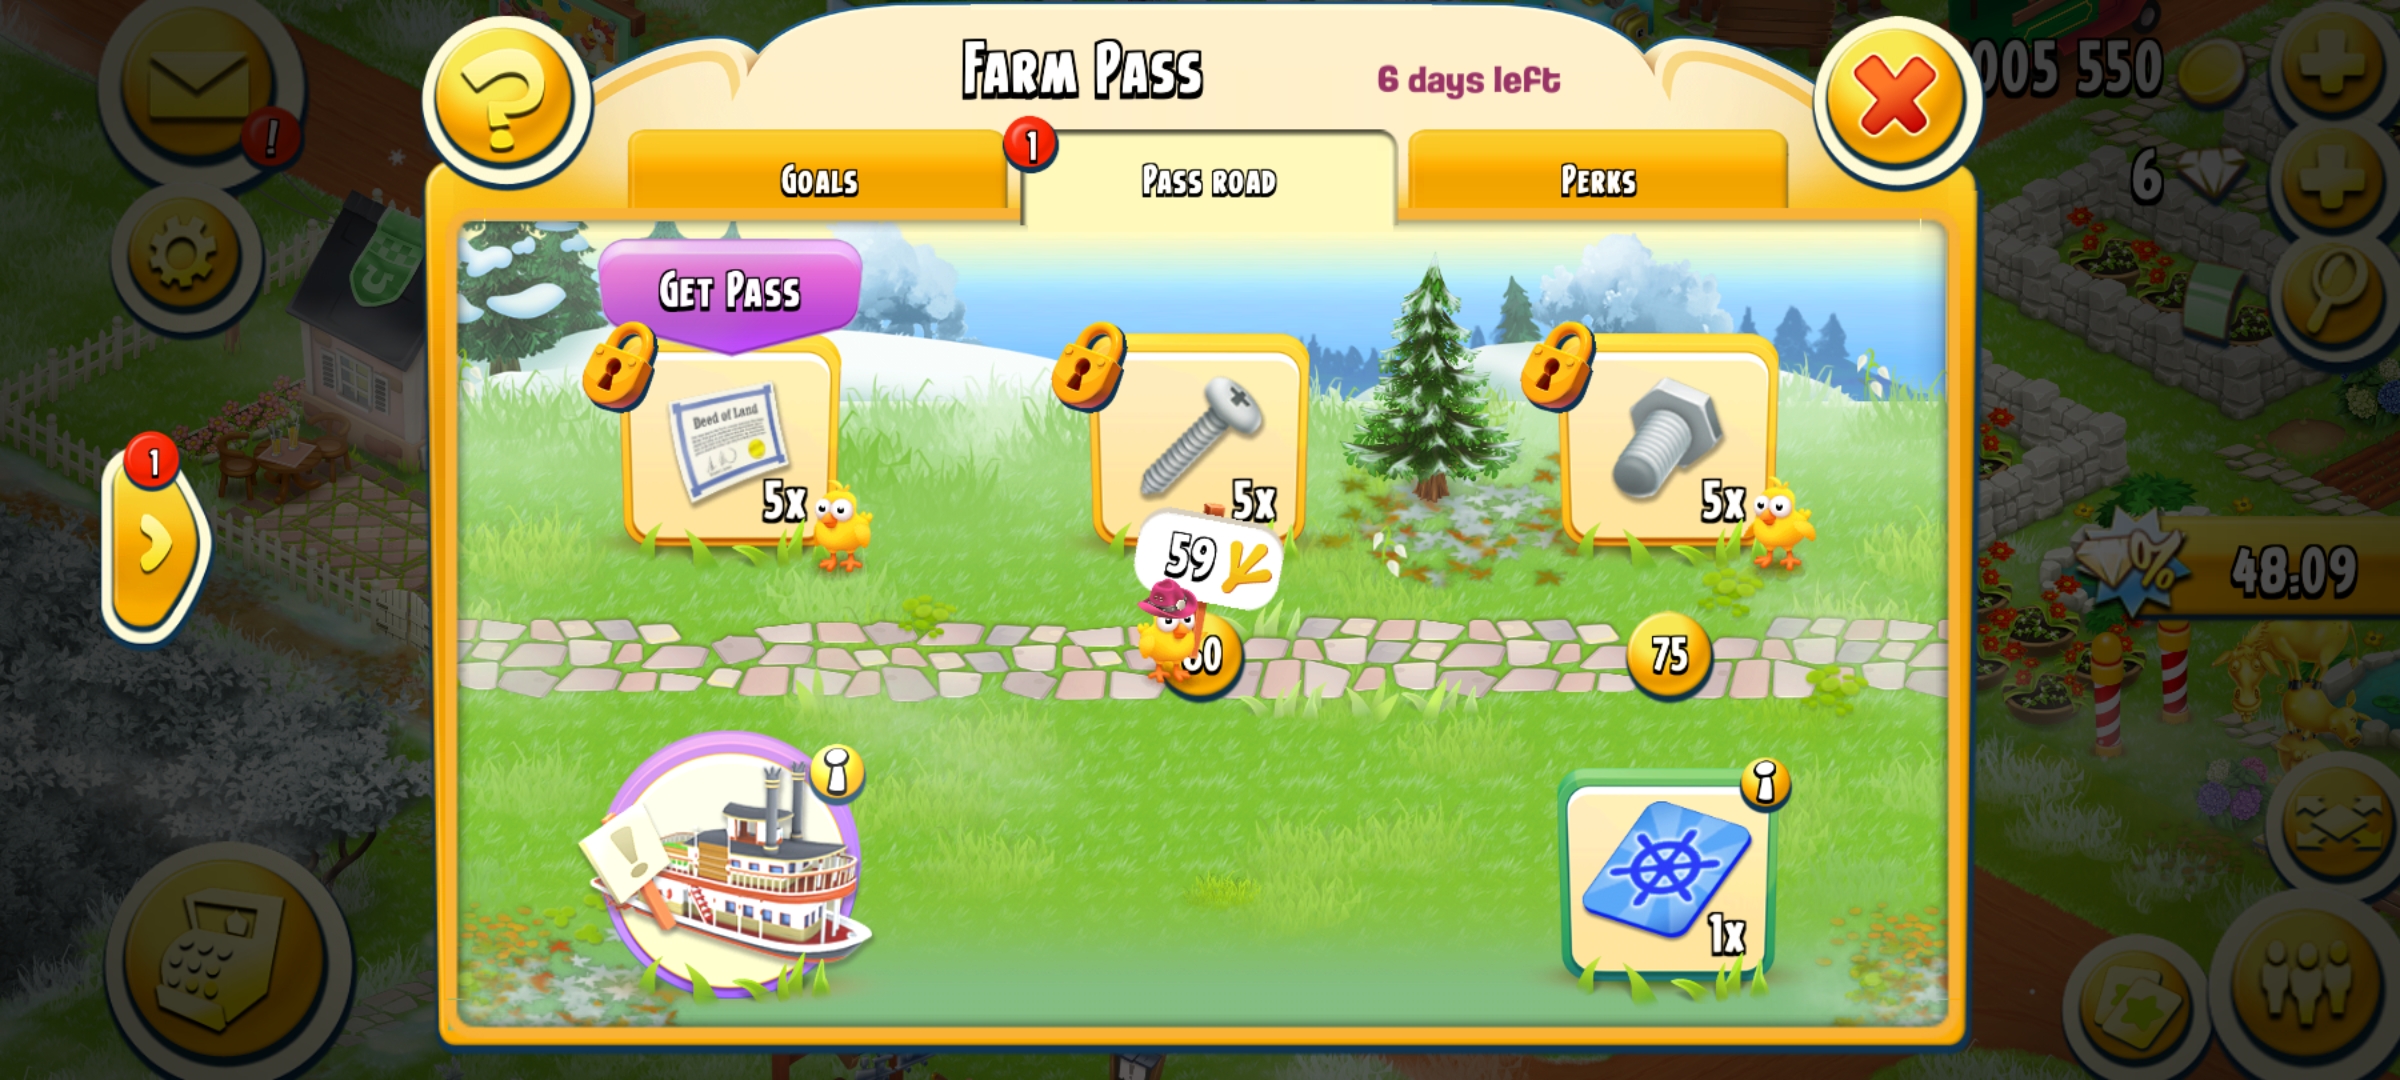 FARM PASS
6 days left
005 550
6
GOALS
1
PASS ROAD
PERKS
GET PASS
Deed of Land
5x
5x
5x
1
59
75
48:09
1x